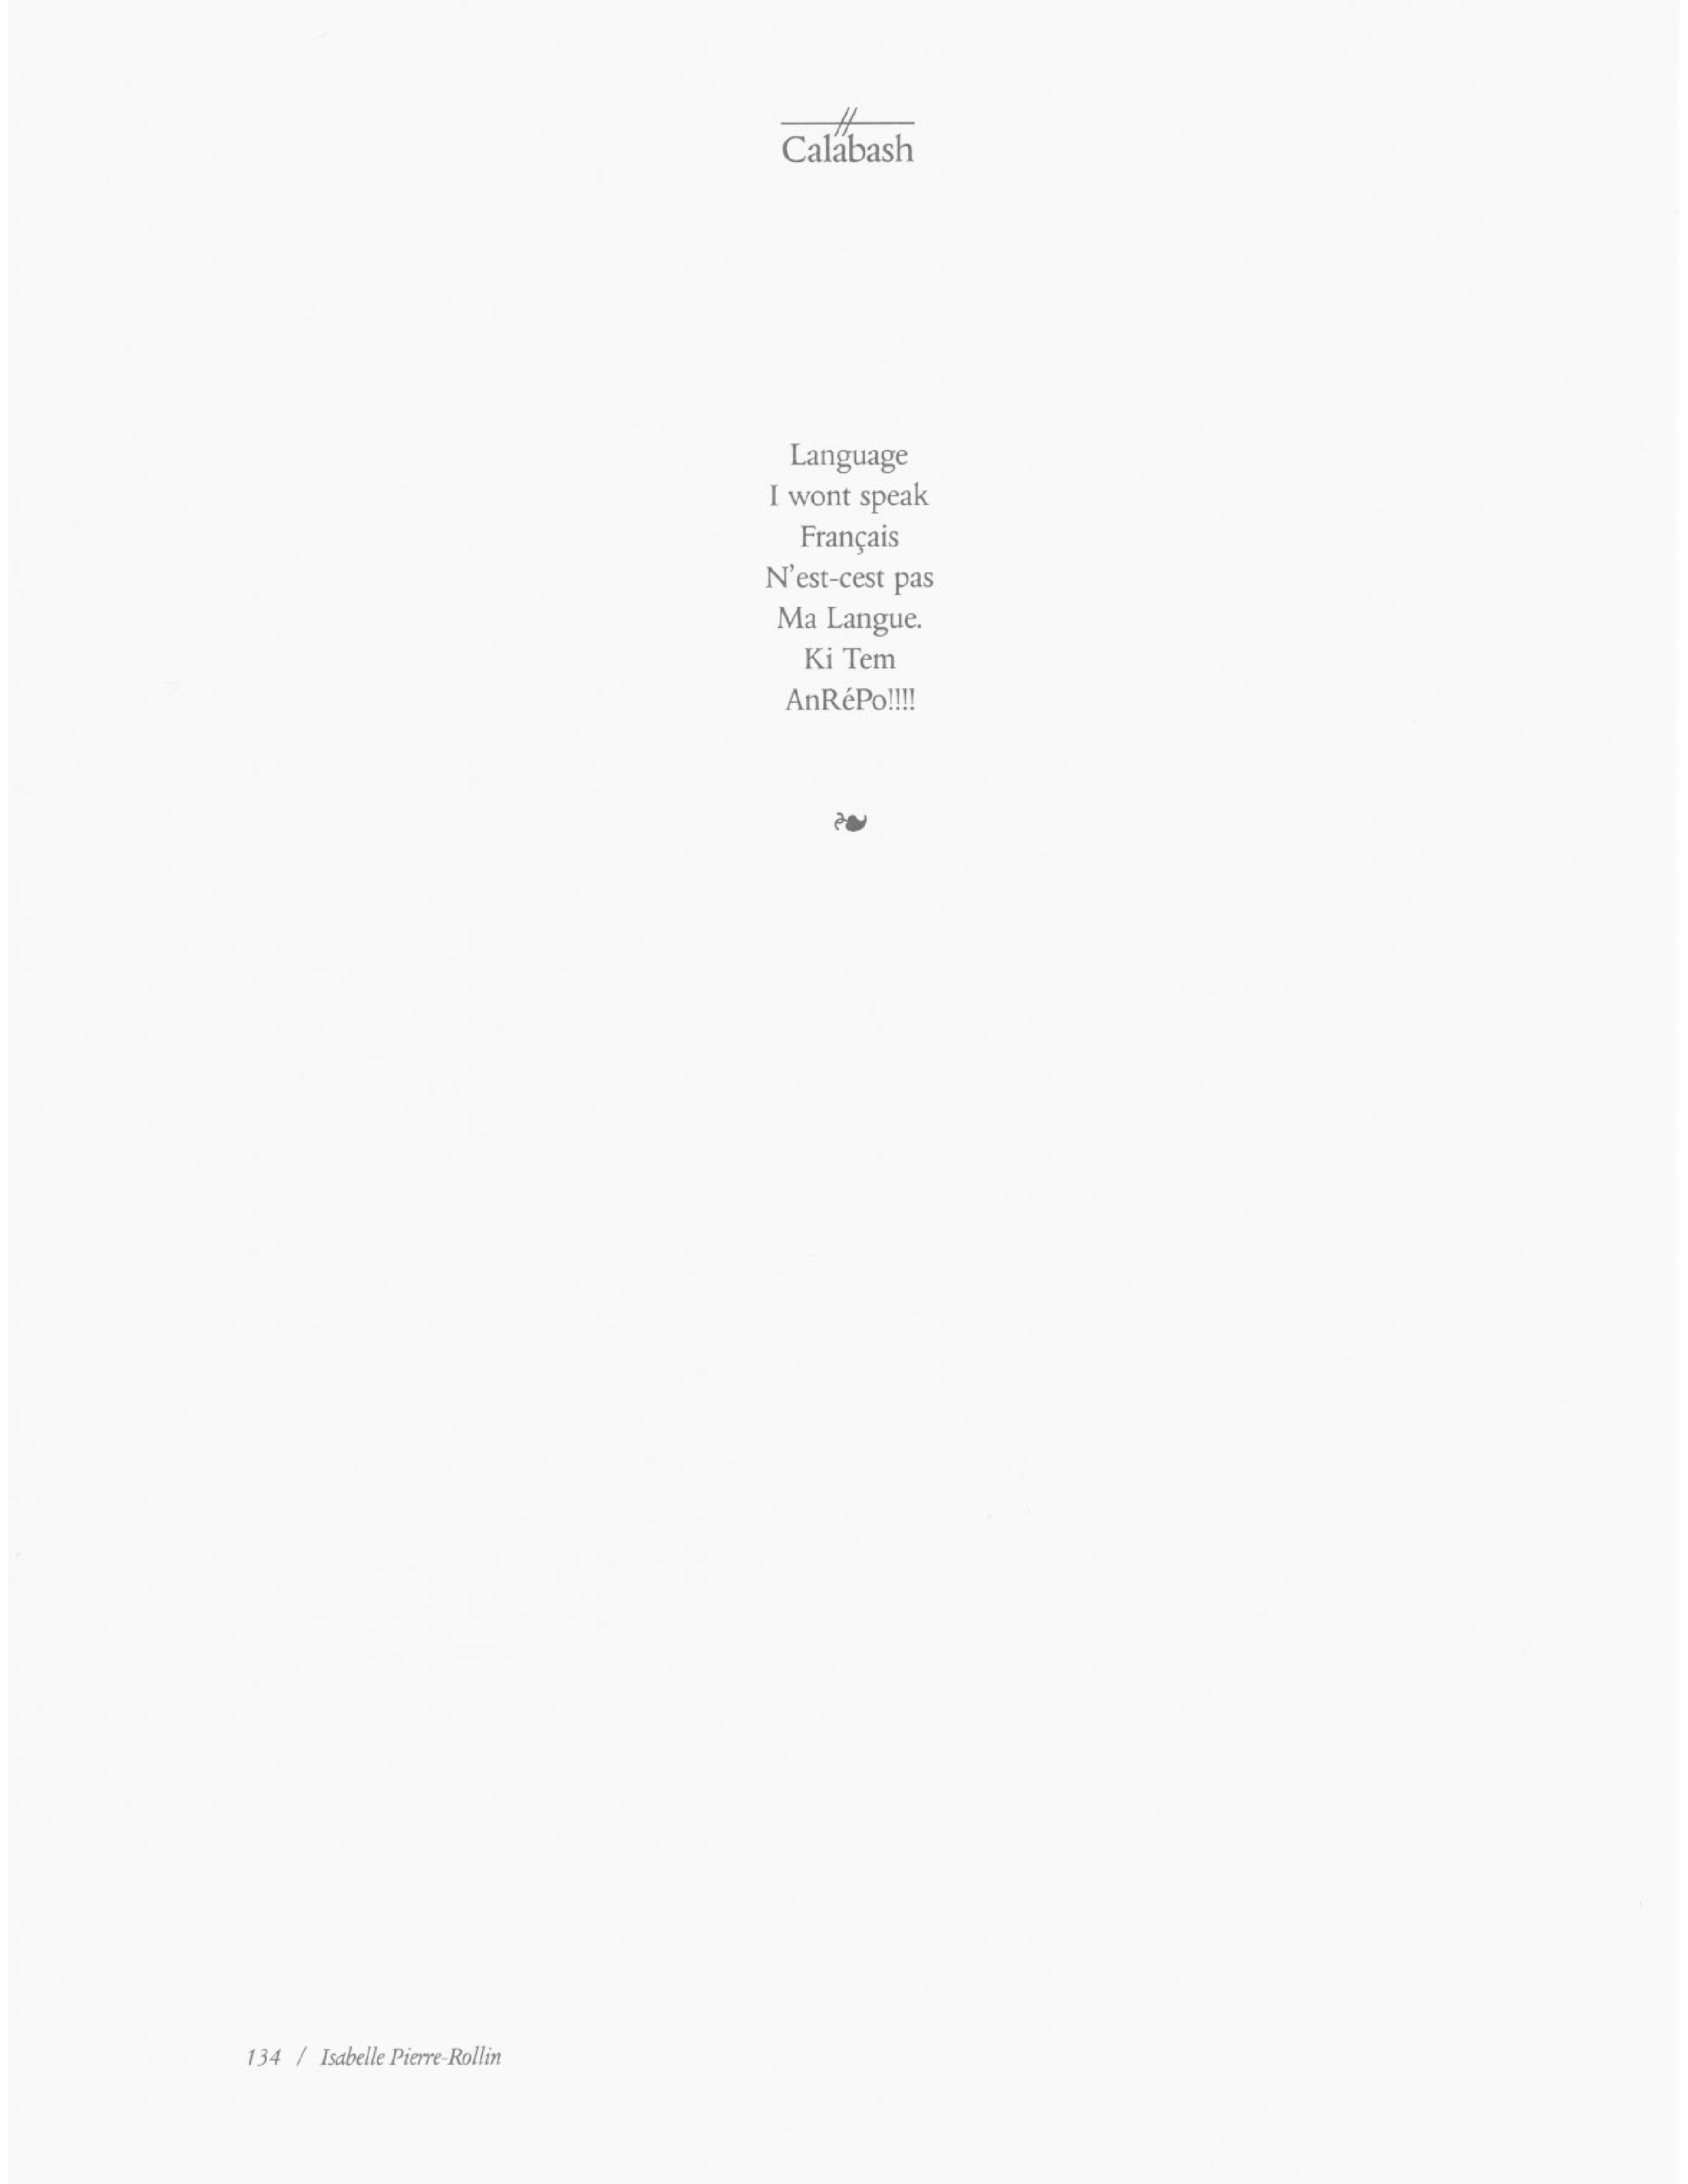 Calabash
Language
I wont speak
Français
N'est-cest pas
Ma Langue.
Ki Tem
AnRéPo!!!!
134 / Isabelle Pierre-Rollin